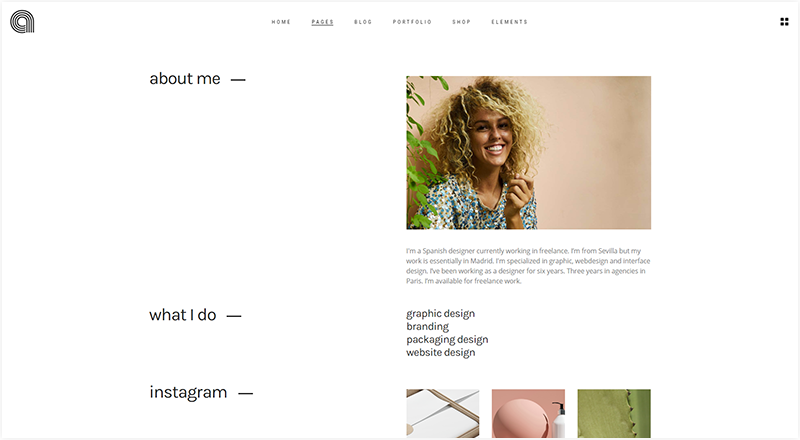 HOME PAGES BLOG PORTFOLIO SHOP ELEMENTS
about me —
I'm a Spanish designer currently working in freelance. I'm from Sevilla but my
work is essentially in Madrid. I'm specialized in graphic, webdesign and interface
design. I've been working as a designer for six years. Three years in agencies in
Paris. I'm available for freelance work.
what I do —
graphic design
branding
packaging design
website design
instagram —